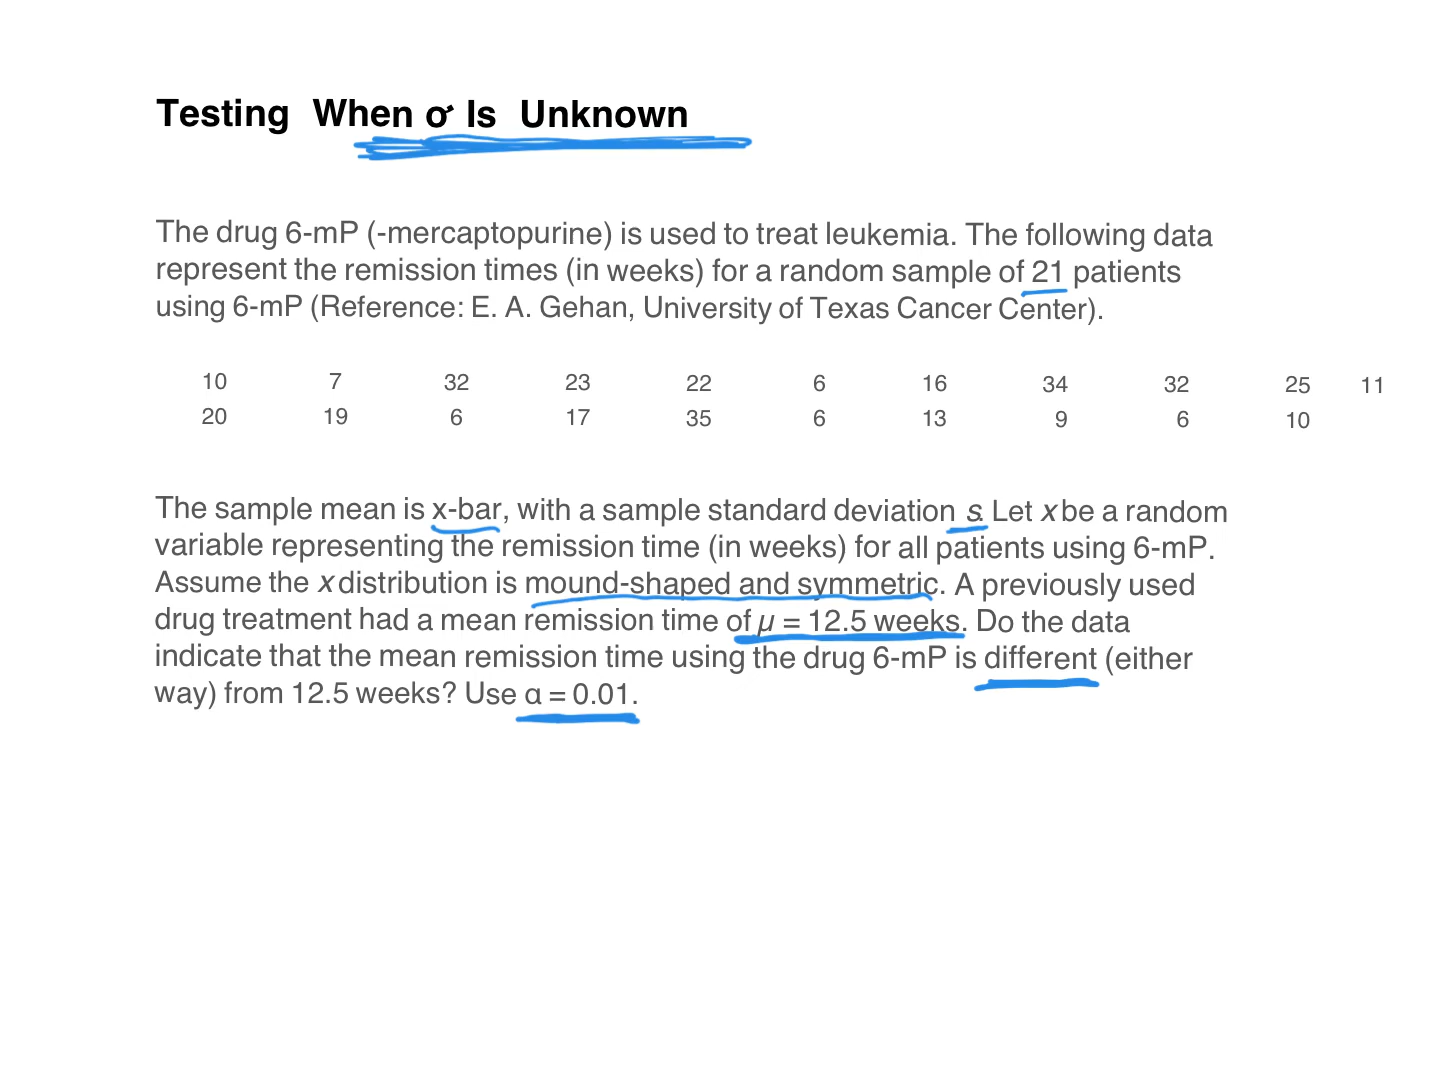 Testing When σ Is Unknown
The drug 6-mP (-mercaptopurine) is used to treat leukemia. The following data
represent the remission times (in weeks) for a random sample of 21 patients
using 6-mP (Reference: E. A. Gehan, University of Texas Cancer Center).
10 7 32 23 22 6 16 34 32 25 11
20 19 6 17 35 6 13 9 6 10
The sample mean is x-bar, with a sample standard deviation s. Let x be a random
variable representing the remission time (in weeks) for all patients using 6-mP.
Assume the x distribution is mound-shaped and symmetric. A previously used
drug treatment had a mean remission time of μ = 12.5 weeks. Do the data
indicate that the mean remission time using the drug 6-mP is different (either
way) from 12.5 weeks? Use α = 0.01.